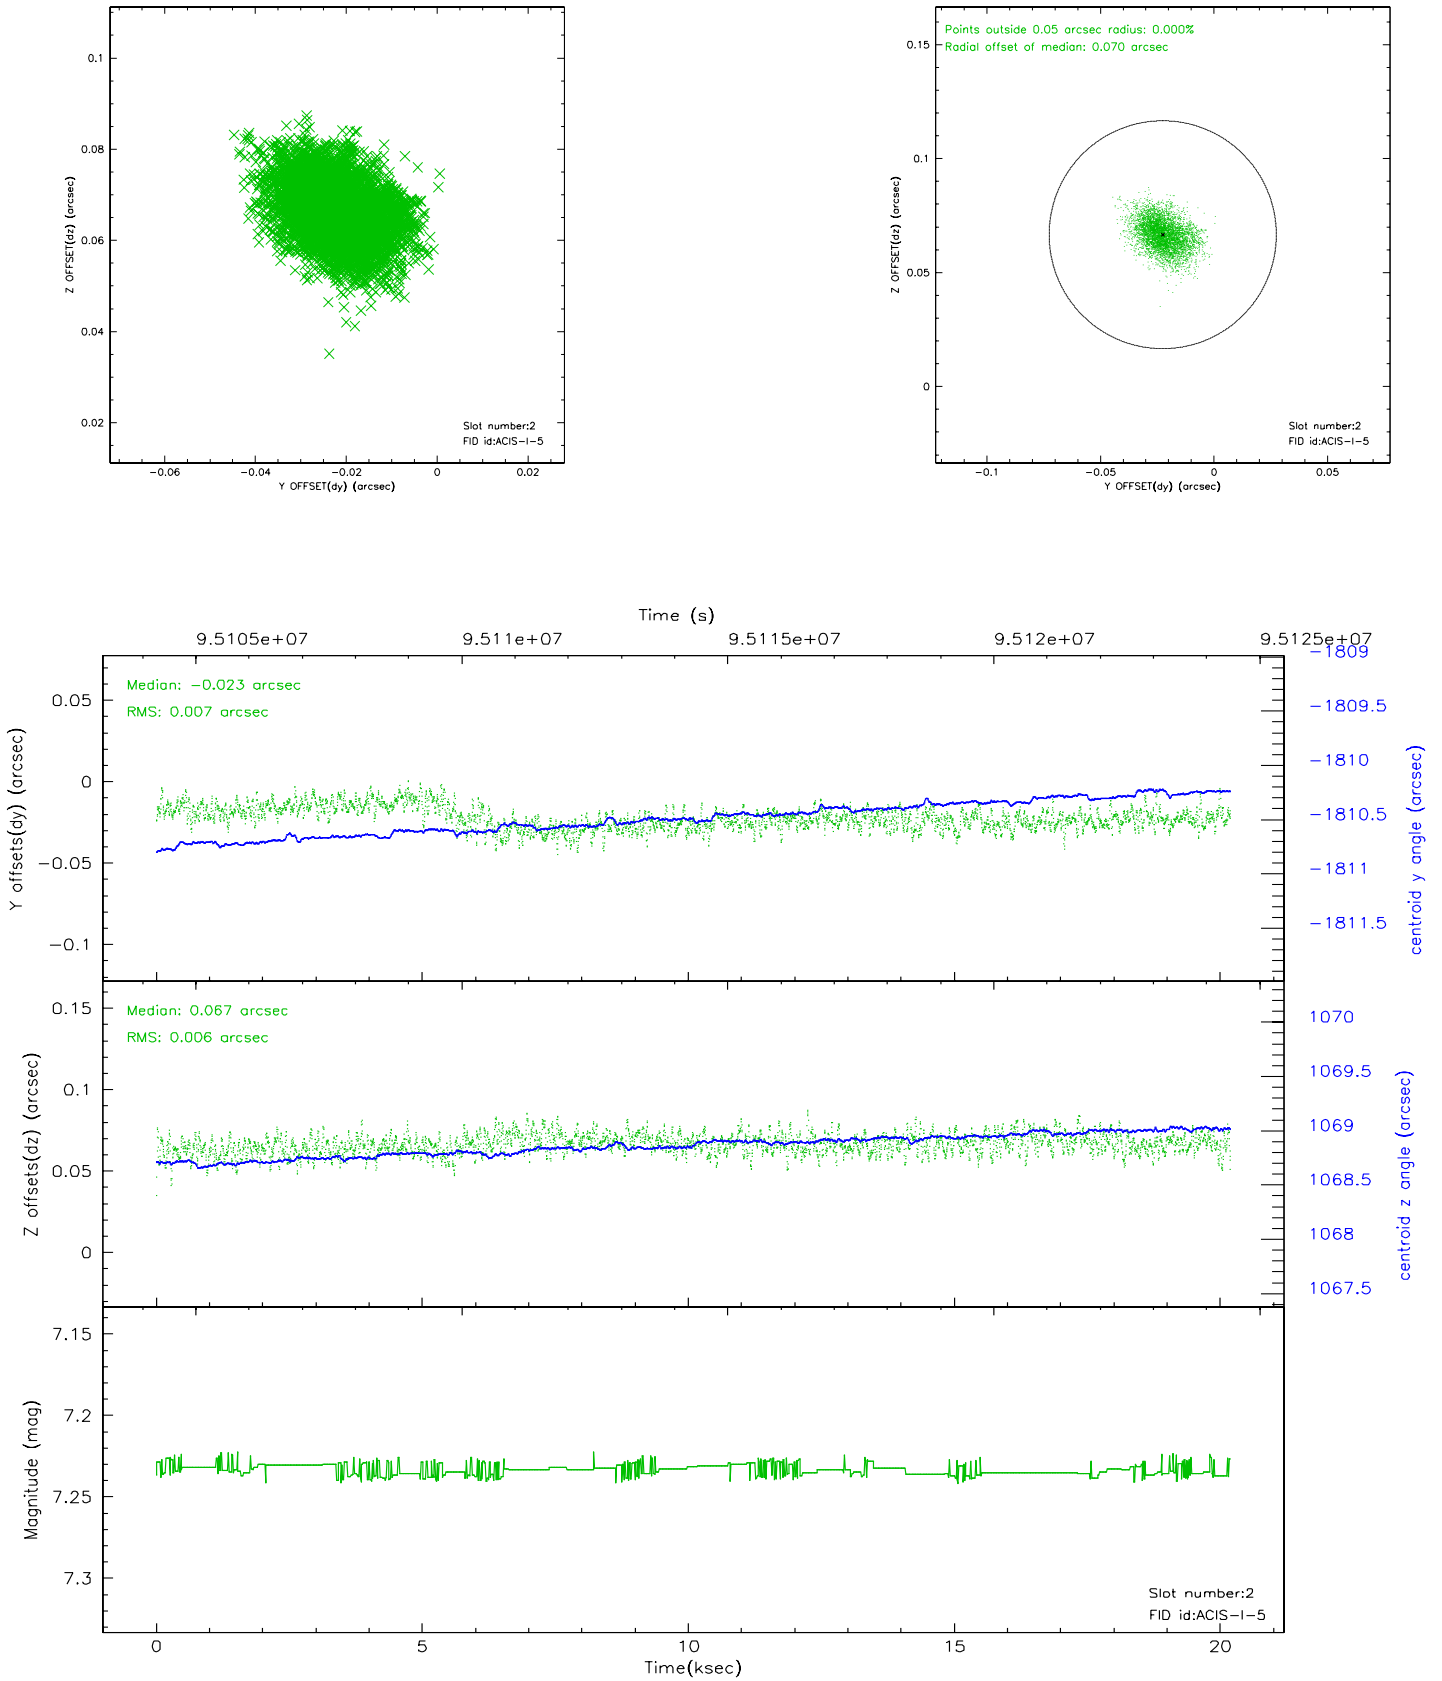 0.1
0.08
0.06
0.04
0.02
Z OFFSET(dz) (arcsec)
Slot number:2
FID id:ACIS-I-5
-0.06 -0.04 -0.02 0 0.02
Y OFFSET(dy) (arcsec)
Points outside 0.05 arcsec radius: 0.000%
Radial offset of median: 0.070 arcsec
0.15
0.1
0.05
0
Z OFFSET(dz) (arcsec)
Slot number:2
FID id:ACIS-I-5
-0.1 -0.05 0 0.05
Y OFFSET(dy) (arcsec)
Time (s)
9.5105e+07 9.511e+07 9.5115e+07 9.512e+07 9.5125e+07
Median: -0.023 arcsec
RMS: 0.007 arcsec
0.05
0
-0.05
-0.1
Y offsets(dy) (arcsec)
-1809
-1809.5
-1810
-1810.5
-1811
-1811.5
centroid y angle (arcsec)
Median: 0.067 arcsec
RMS: 0.006 arcsec
0.15
0.1
0.05
0
Z offsets(dz) (arcsec)
1070
1069.5
1069
1068.5
1068
1067.5
centroid z angle (arcsec)
7.15
7.2
7.25
7.3
Magnitude (mag)
Slot number:2
FID id:ACIS-I-5
0 5 10 15 20
Time(ksec)